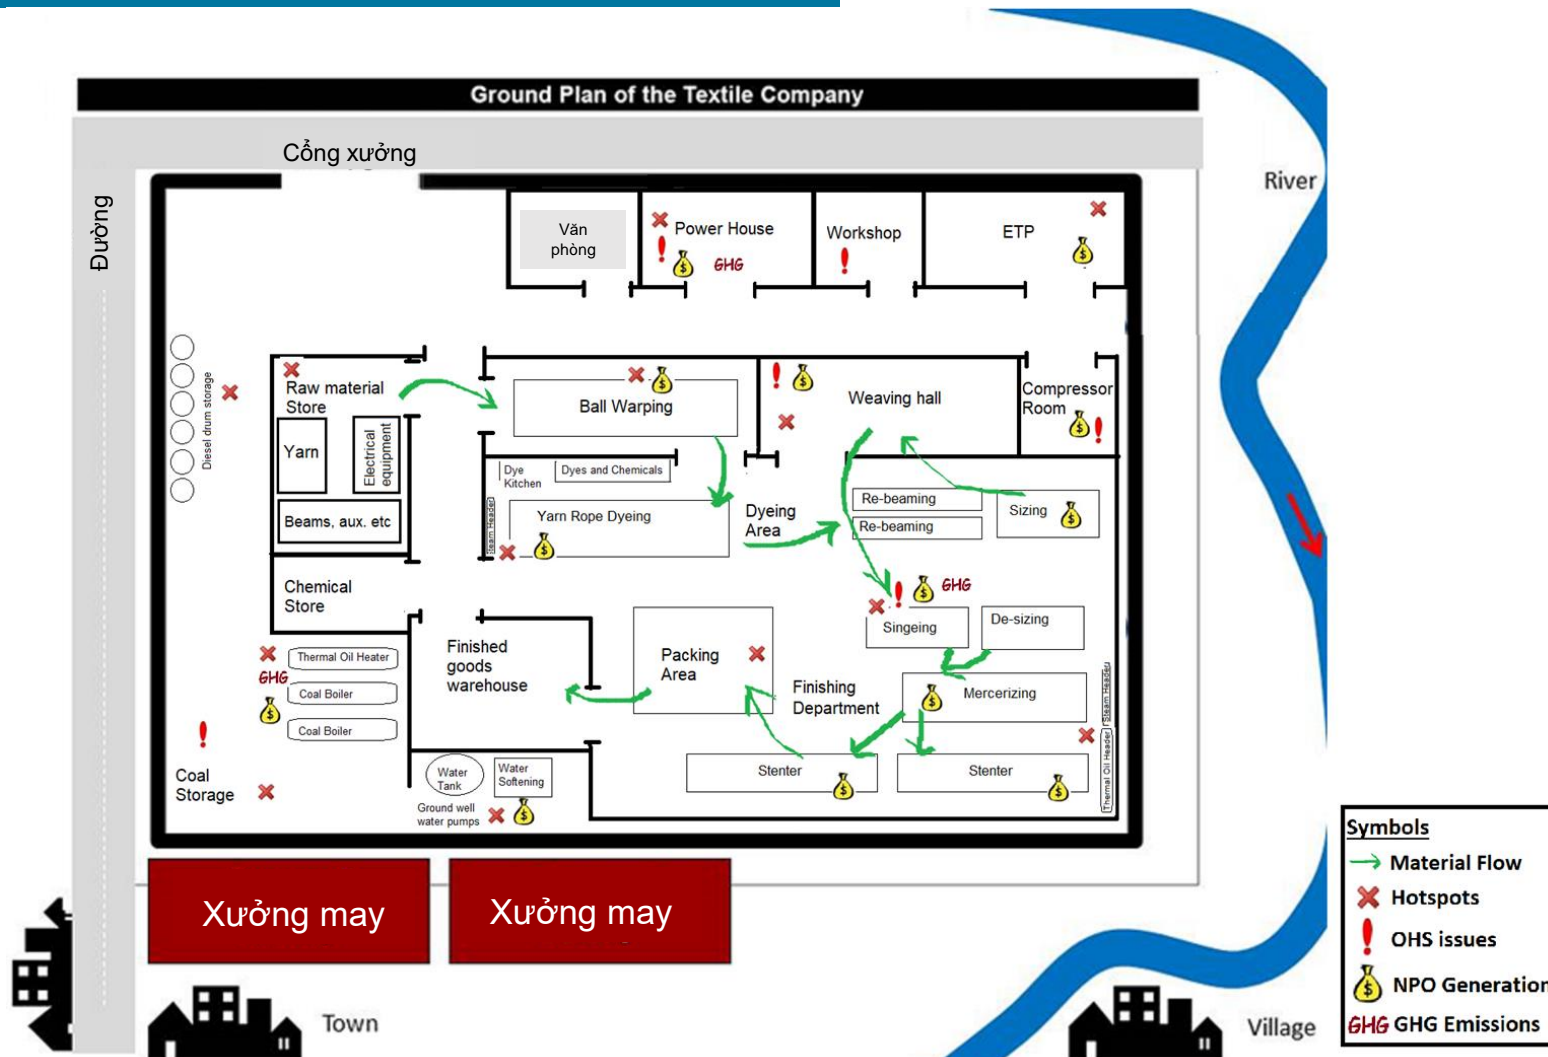 Ground Plan of the Textile Company
Cổng xưởng
Đường
River
Văn
phòng
Power House
GHG
Workshop
ETP
Diesel drum storage
Raw material
Store
Yarn
Electrical
equipment
Beams, aux. etc
Ball Warping
Weaving hall
Compressor
Room
Dye
Kitchen
Dyes and Chemicals
Steam Header
Yarn Rope Dyeing
Dyeing
Area
Re-beaming
Re-beaming
Sizing
Chemical
Store
GHG
Singeing
De-sizing
Thermal Oil Heater
GHG
Coal Boiler
Coal Boiler
Finished
goods
warehouse
Packing
Area
Finishing
Department
Mercerizing
Steam Header
Stenter
Stenter
Thermal Oil Header
Coal
Storage
Water
Tank
Water
Softening
Ground well
water pumps
Xưởng may
Xưởng may
Town
Village
Symbols
Material Flow
Hotspots
OHS issues
NPO Generation
GHG GHG Emissions